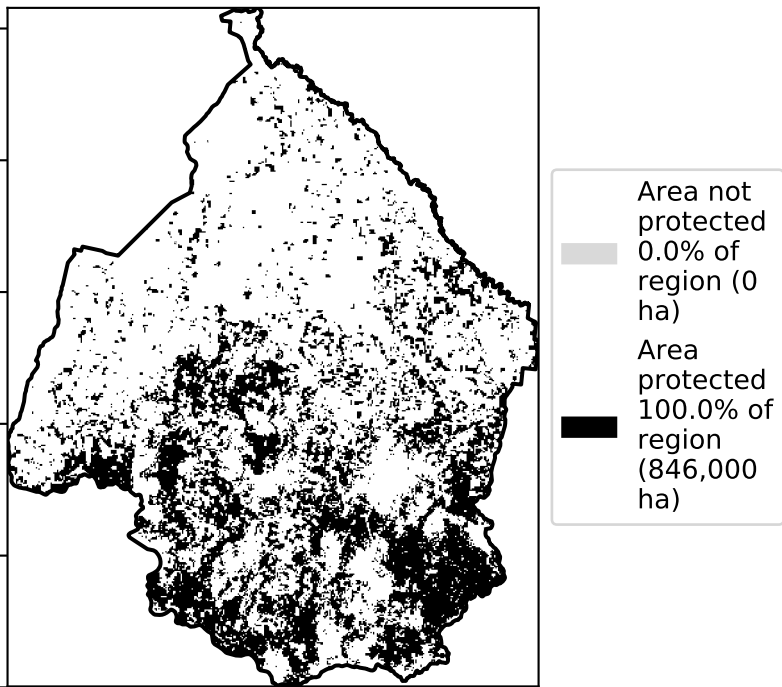 Area not
protected
0.0% of
region (0
ha)
Area
protected
100.0% of
region
(846,000
ha)